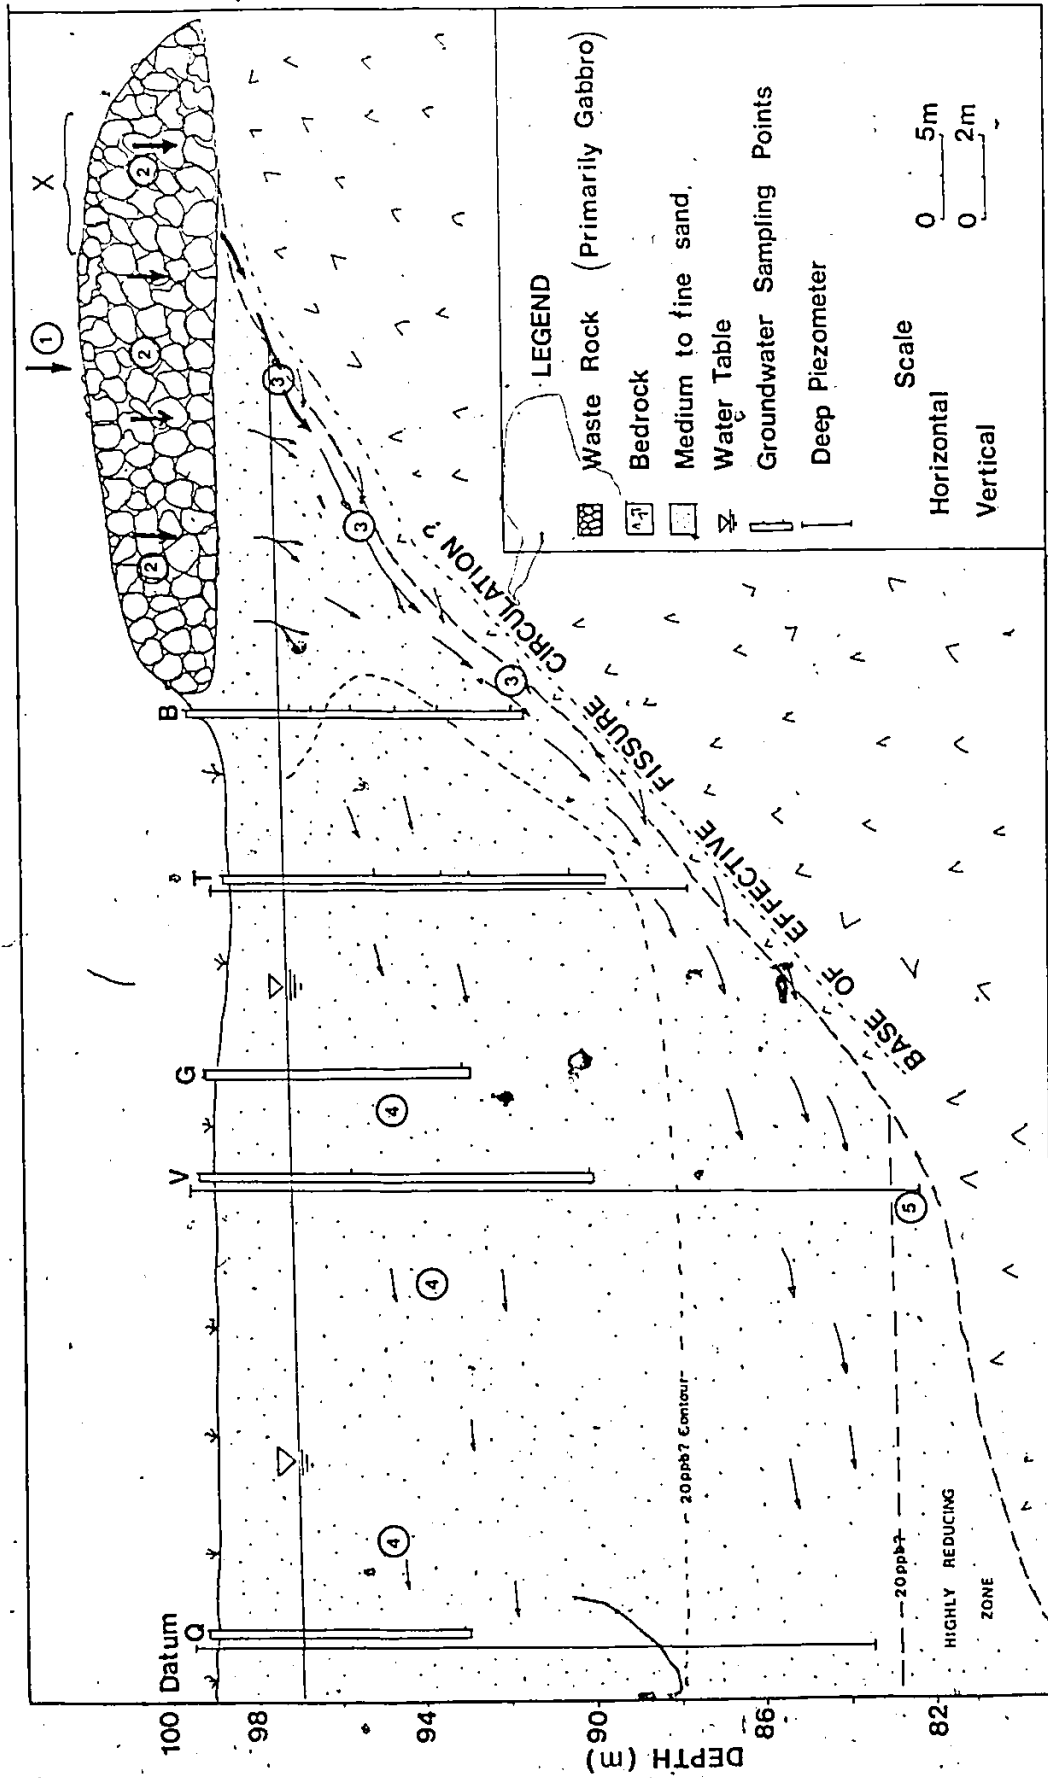 X
1
2
2
2
2
3
3
3
B
T
G
V
Q
4
4
4
5
Datum
100
98
94
90
86
82
DEPTH (m)
BASE OF EFFECTIVE FISSURE CIRCULATION ?
20ppb? Contour
20ppb?
HIGHLY REDUCING
ZONE
LEGEND
Waste Rock (Primarily Gabbro)
Bedrock
Medium to fine sand
Water Table
Groundwater Sampling Points
Deep Piezometer
Scale
Horizontal 0 5m
Vertical 0 2m